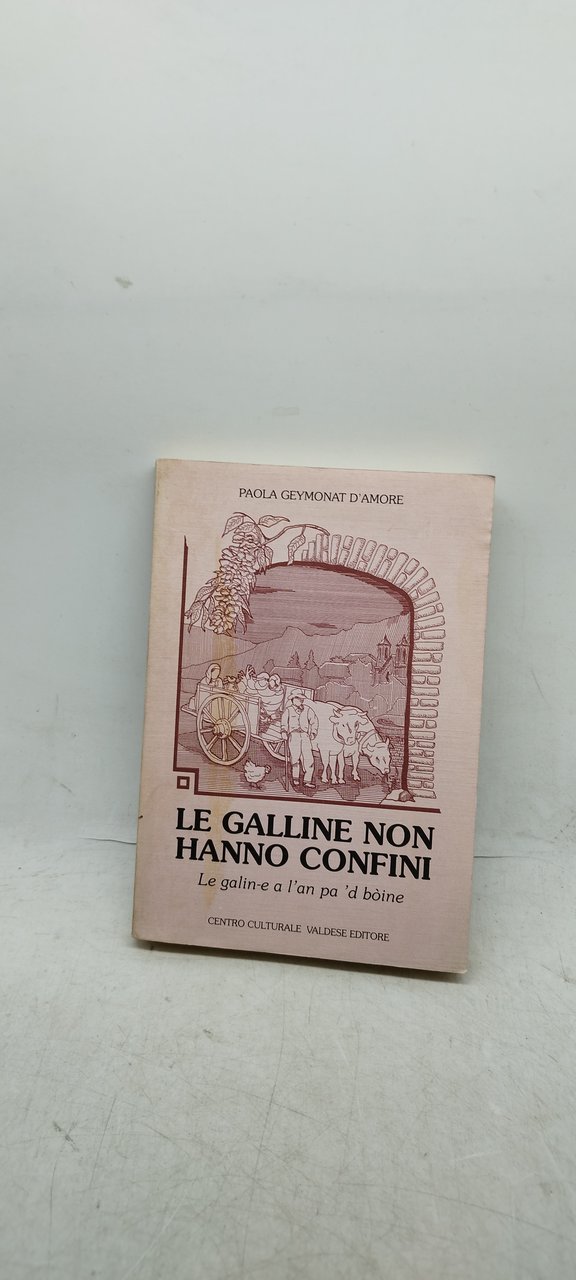 PAOLA GEYMONAT D'AMORE
LE GALLINE NON
HANNO CONFINI
Le galin-e a l'an pa 'd bòine
CENTRO CULTURALE VALDESE EDITORE